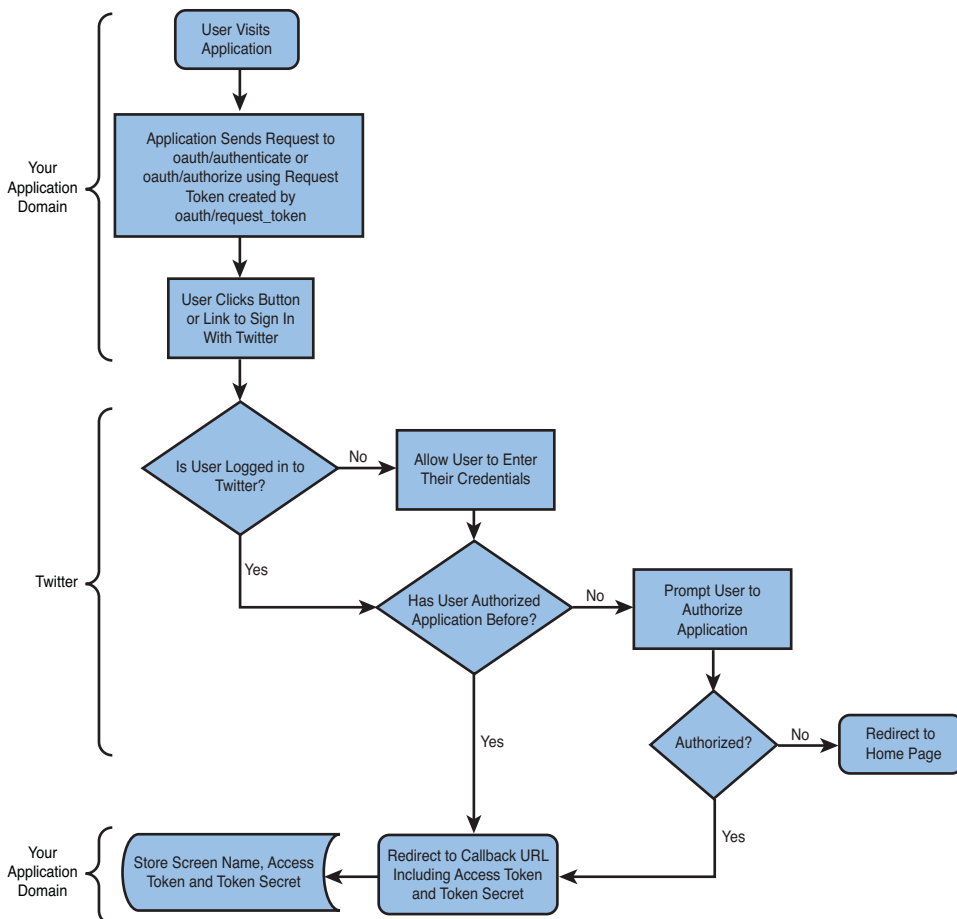 User Visits
Application
Application Sends Request to
oauth/authenticate or
oauth/authorize using Request
Token created by
oauth/request_token
Your
Application
Domain
User Clicks Button
or Link to Sign In
With Twitter
Is User Logged in to
Twitter?
No
Allow User to Enter
Their Credentials
Yes
Twitter
Has User Authorized
Application Before?
No
Prompt User to
Authorize
Application
Yes
Authorized?
No
Redirect to
Home Page
Yes
Your
Application
Domain
Store Screen Name, Access
Token and Token Secret
Redirect to Callback URL
Including Access Token
and Token Secret